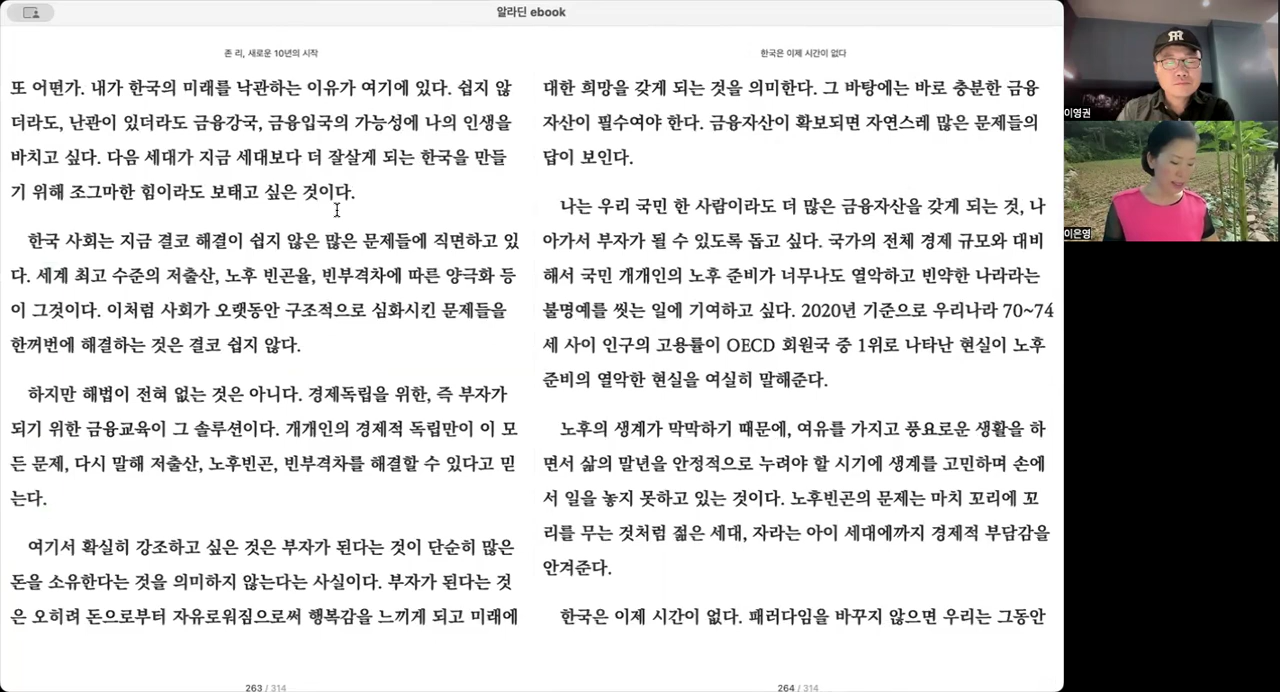 알라딘 ebook
존 리, 새로운 10년의 시작
또 어떤가. 내가 한국의 미래를 낙관하는 이유가 여기에 있다. 쉽지 않
더라도, 난관이 있더라도 금융강국, 금융입국의 가능성에 나의 인생을
바치고 싶다. 다음 세대가 지금 세대보다 더 잘살게 되는 한국을 만들
기 위해 조그마한 힘이라도 보태고 싶은 것이다.
한국 사회는 지금 결코 해결이 쉽지 않은 많은 문제들에 직면하고 있
다. 세계 최고 수준의 저출산, 노후 빈곤율, 빈부격차에 따른 양극화 등
이 그것이다. 이처럼 사회가 오랫동안 구조적으로 심화시킨 문제들을
한꺼번에 해결하는 것은 결코 쉽지 않다.
하지만 해법이 전혀 없는 것은 아니다. 경제독립을 위한, 즉 부자가
되기 위한 금융교육이 그 솔루션이다. 개개인의 경제적 독립만이 이 모
든 문제, 다시 말해 저출산, 노후빈곤, 빈부격차를 해결할 수 있다고 믿
는다.
여기서 확실히 강조하고 싶은 것은 부자가 된다는 것이 단순히 많은
돈을 소유한다는 것을 의미하지 않는다는 사실이다. 부자가 된다는 것
은 오히려 돈으로부터 자유로워짐으로써 행복감을 느끼게 되고 미래에
263 / 314
한국은 이제 시간이 없다
대한 희망을 갖게 되는 것을 의미한다. 그 바탕에는 바로 충분한 금융
자산이 필수여야 한다. 금융자산이 확보되면 자연스레 많은 문제들의
답이 보인다.
나는 우리 국민 한 사람이라도 더 많은 금융자산을 갖게 되는 것, 나
아가서 부자가 될 수 있도록 돕고 싶다. 국가의 전체 경제 규모와 대비
해서 국민 개개인의 노후 준비가 너무나도 열악하고 빈약한 나라라는
불명예를 씻는 일에 기여하고 싶다. 2020년 기준으로 우리나라 70~74
세 사이 인구의 고용률이 OECD 회원국 중 1위로 나타난 현실이 노후
준비의 열악한 현실을 여실히 말해준다.
노후의 생계가 막막하기 때문에, 여유를 가지고 풍요로운 생활을 하
면서 삶의 말년을 안정적으로 누려야 할 시기에 생계를 고민하며 손에
서 일을 놓지 못하고 있는 것이다. 노후빈곤의 문제는 마치 꼬리에 꼬
리를 무는 것처럼 젊은 세대, 자라는 아이 세대에까지 경제적 부담감을
안겨준다.
한국은 이제 시간이 없다. 패러다임을 바꾸지 않으면 우리는 그동안
264 / 314
이영권
이은영